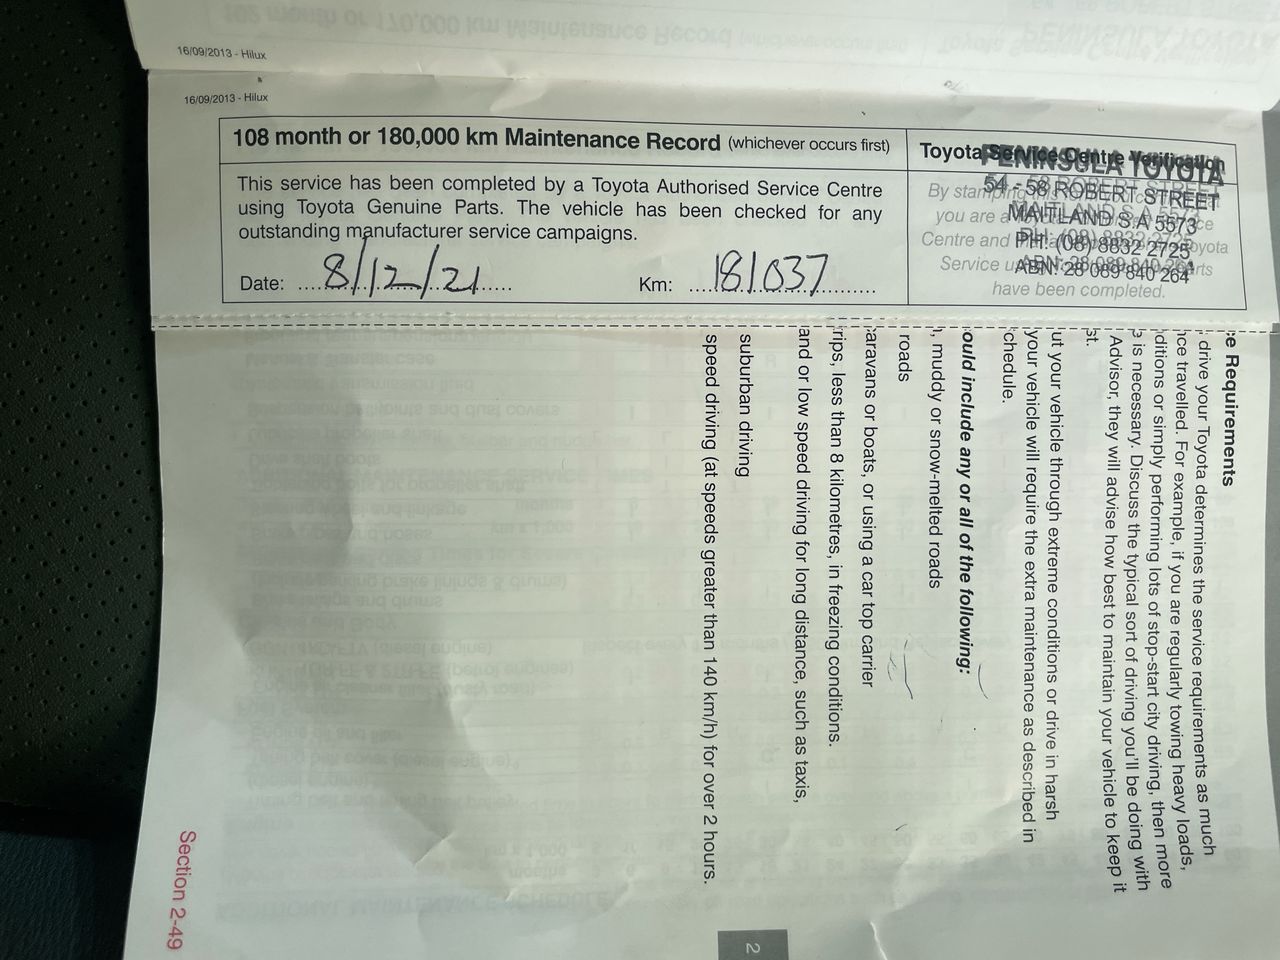 16/09/2013 - Hilux
16/09/2013 - Hilux
108 month or 180,000 km Maintenance Record (whichever occurs first)
This service has been completed by a Toyota Authorised Service Centre
using Toyota Genuine Parts. The vehicle has been checked for any
outstanding manufacturer service campaigns.
Date: 8/12/21
Km: 181037
Toyota Service Centre Verification
PENINSULA TOYOTA
54 - 58 ROBERT STREET
MAITLAND S.A 5573
PH: (08) 8832 2725
ABN: 28 089 840 264
have been completed.
e Requirements
drive your Toyota determines the service requirements as much
nce travelled. For example, if you are regularly towing heavy loads,
ditions or simply performing lots of stop-start city driving, then more
is necessary. Discuss the typical sort of driving you'll be doing with
Advisor, they will advise how best to maintain your vehicle to keep it
st.
ut your vehicle through extreme conditions or drive in harsh
your vehicle will require the extra maintenance as described in
chedule.
ould include any or all of the following:
, muddy or snow-melted roads
roads
aravans or boats, or using a car top carrier
rips, less than 8 kilometres, in freezing conditions.
and or low speed driving for long distance, such as taxis,
suburban driving
speed driving (at speeds greater than 140 km/h) for over 2 hours.
2
Section 2-49